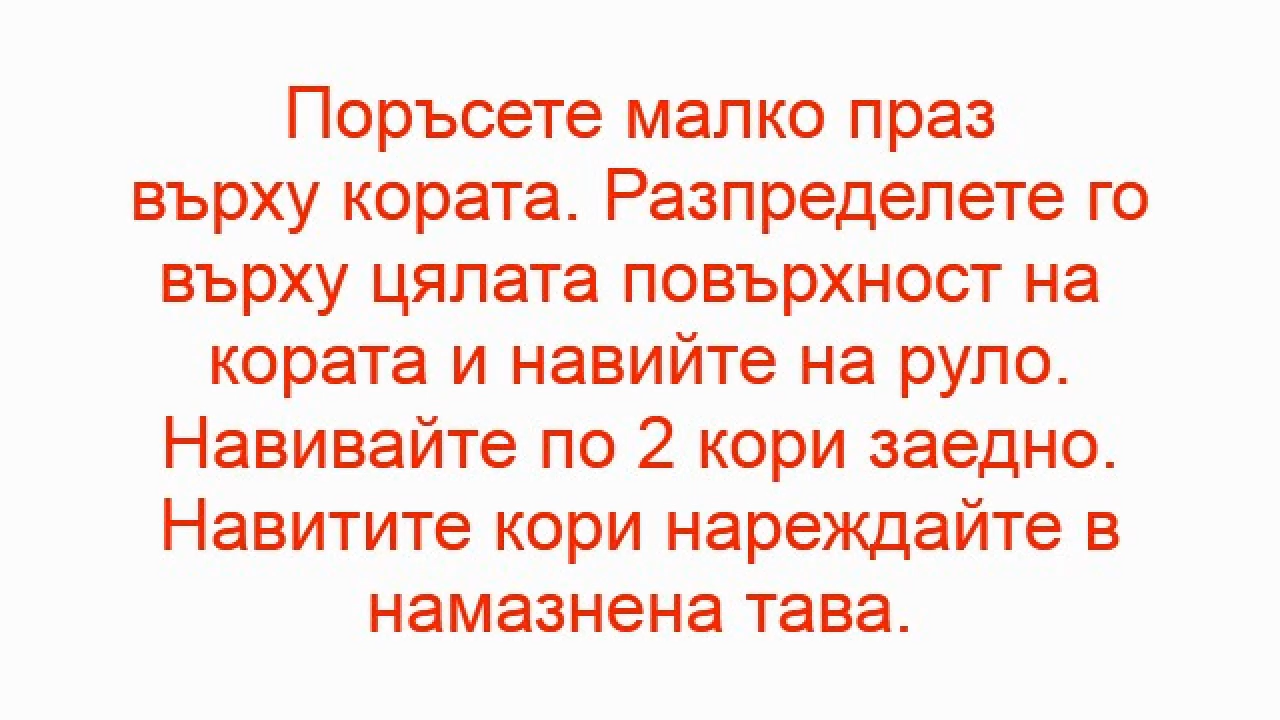 Поръсете малко праз
върху кората. Разпределете го
върху цялата повърхност на
кората и навийте на руло.
Навивайте по 2 кори заедно.
Навитите кори нареждайте в
намазнена тава.